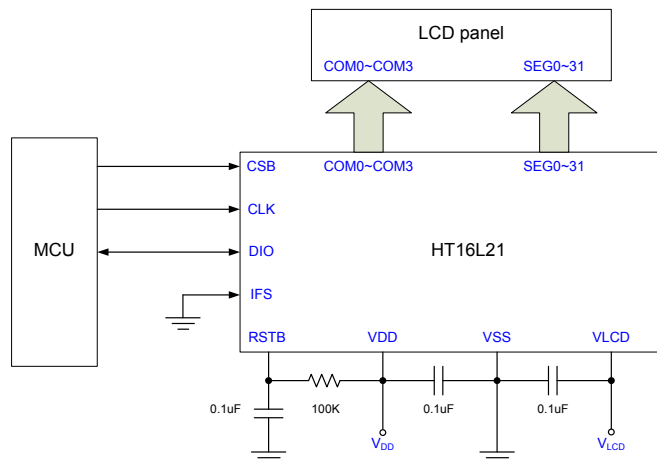 LCD panel
COM0~COM3 SEG0~31
CSB COM0~COM3 SEG0~31
CLK
MCU DIO HT16L21
IFS
RSTB VDD VSS VLCD
0.1uF 100K 0.1uF 0.1uF
VDD VLCD